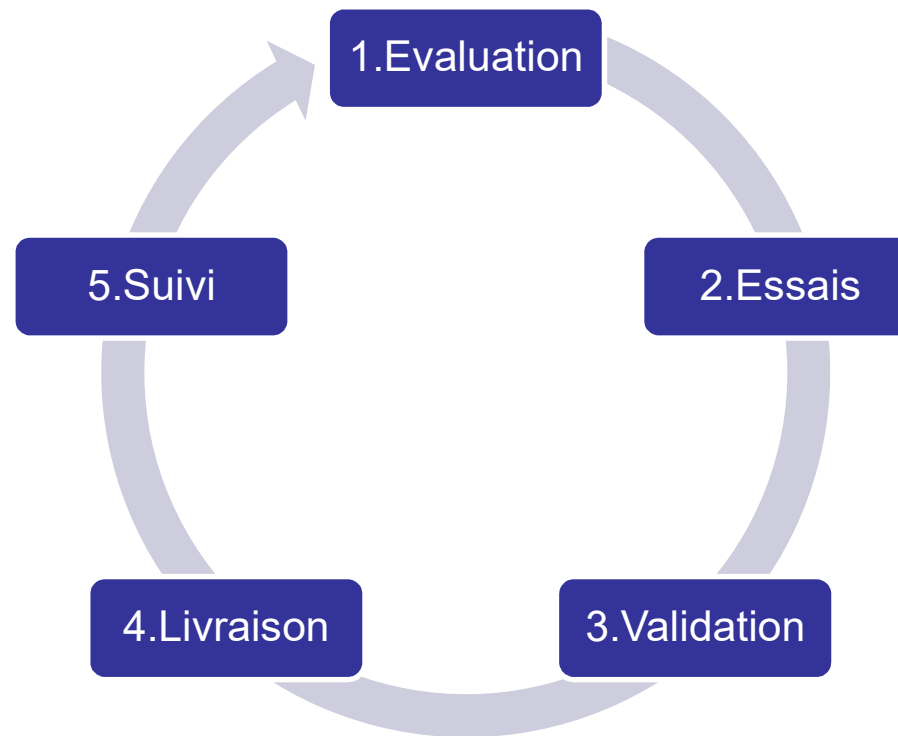 1.Evaluation
2.Essais
3.Validation
4.Livraison
5.Suivi